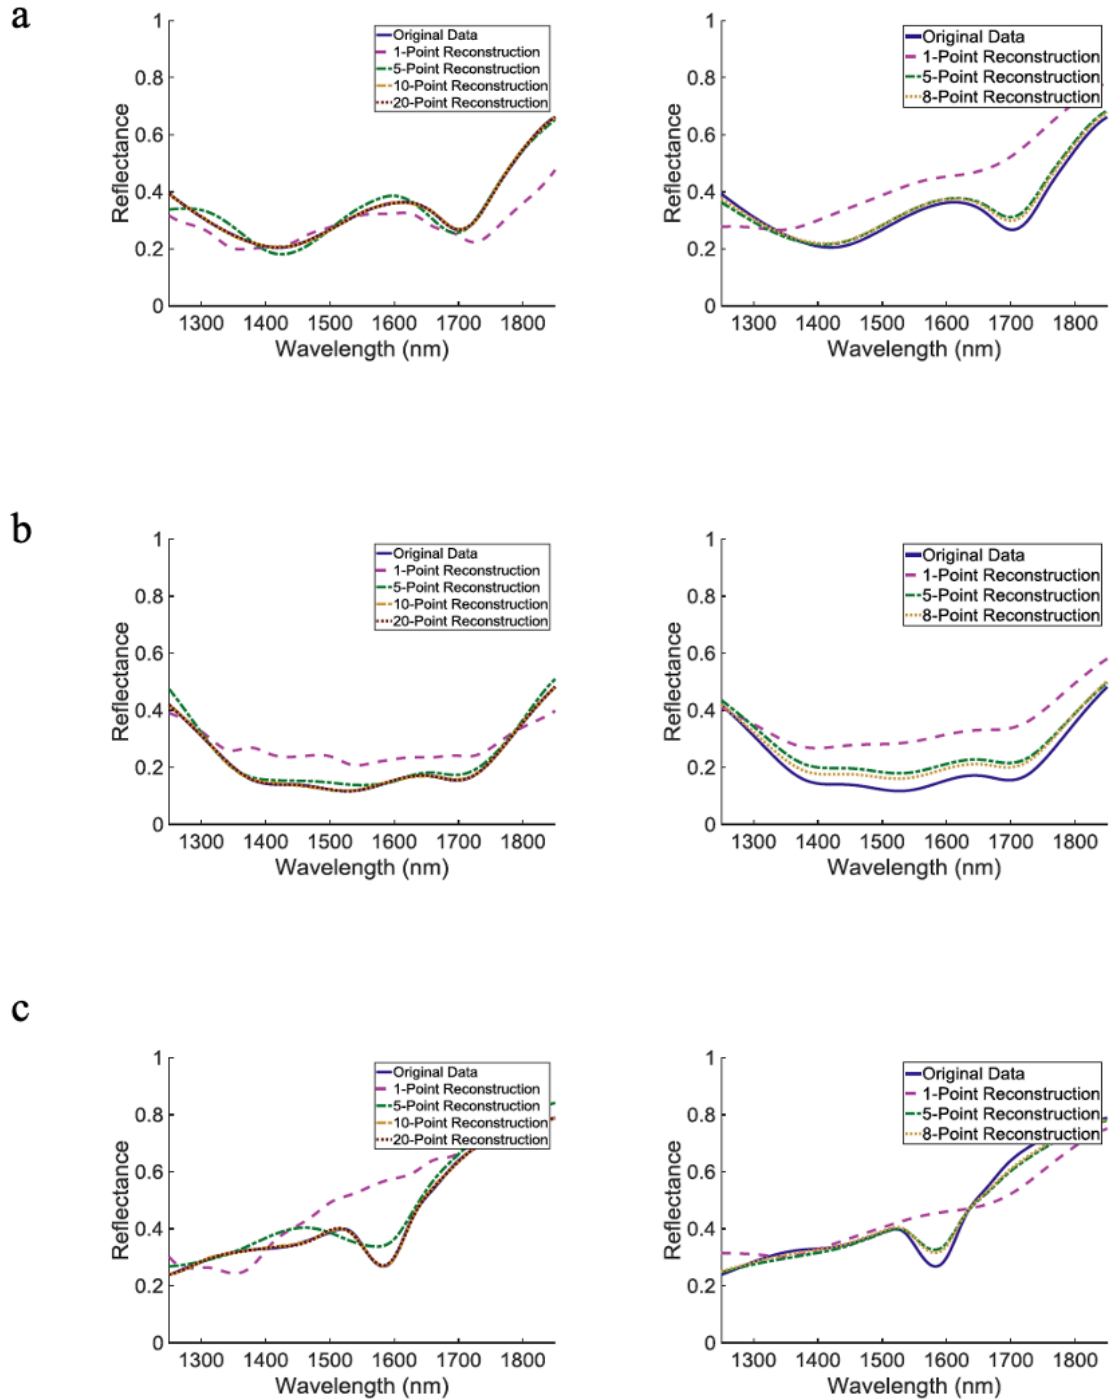 a
1
0.8
0.6
0.4
0.2
0
Reflectance
1300 1400 1500 1600 1700 1800
Wavelength (nm)
Original Data
1-Point Reconstruction
5-Point Reconstruction
10-Point Reconstruction
20-Point Reconstruction
1
0.8
0.6
0.4
0.2
0
Reflectance
1300 1400 1500 1600 1700 1800
Wavelength (nm)
Original Data
1-Point Reconstruction
5-Point Reconstruction
8-Point Reconstruction
b
1
0.8
0.6
0.4
0.2
0
Reflectance
1300 1400 1500 1600 1700 1800
Wavelength (nm)
Original Data
1-Point Reconstruction
5-Point Reconstruction
10-Point Reconstruction
20-Point Reconstruction
1
0.8
0.6
0.4
0.2
0
Reflectance
1300 1400 1500 1600 1700 1800
Wavelength (nm)
Original Data
1-Point Reconstruction
5-Point Reconstruction
8-Point Reconstruction
c
1
0.8
0.6
0.4
0.2
0
Reflectance
1300 1400 1500 1600 1700 1800
Wavelength (nm)
Original Data
1-Point Reconstruction
5-Point Reconstruction
10-Point Reconstruction
20-Point Reconstruction
1
0.8
0.6
0.4
0.2
0
Reflectance
1300 1400 1500 1600 1700 1800
Wavelength (nm)
Original Data
1-Point Reconstruction
5-Point Reconstruction
8-Point Reconstruction